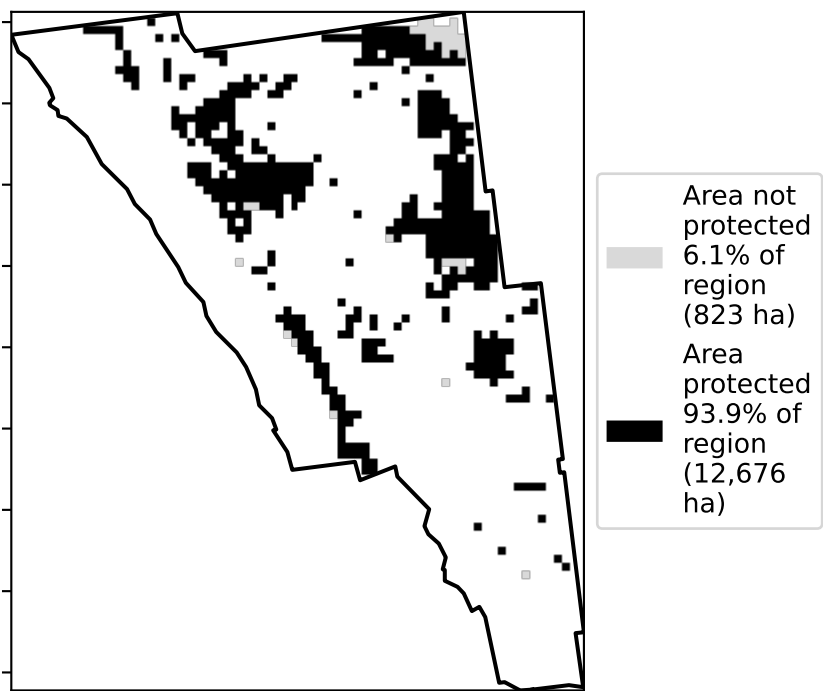 Area not
protected
6.1% of
region
(823 ha)
Area
protected
93.9% of
region
(12,676
ha)